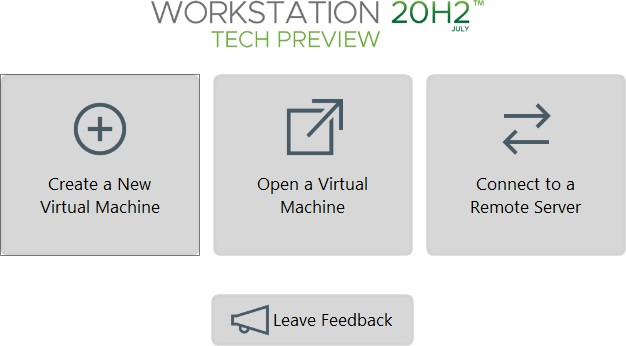 WORKSTATION 20H2™
JULY
TECH PREVIEW
Create a New
Virtual Machine
Open a Virtual
Machine
Connect to a
Remote Server
Leave Feedback